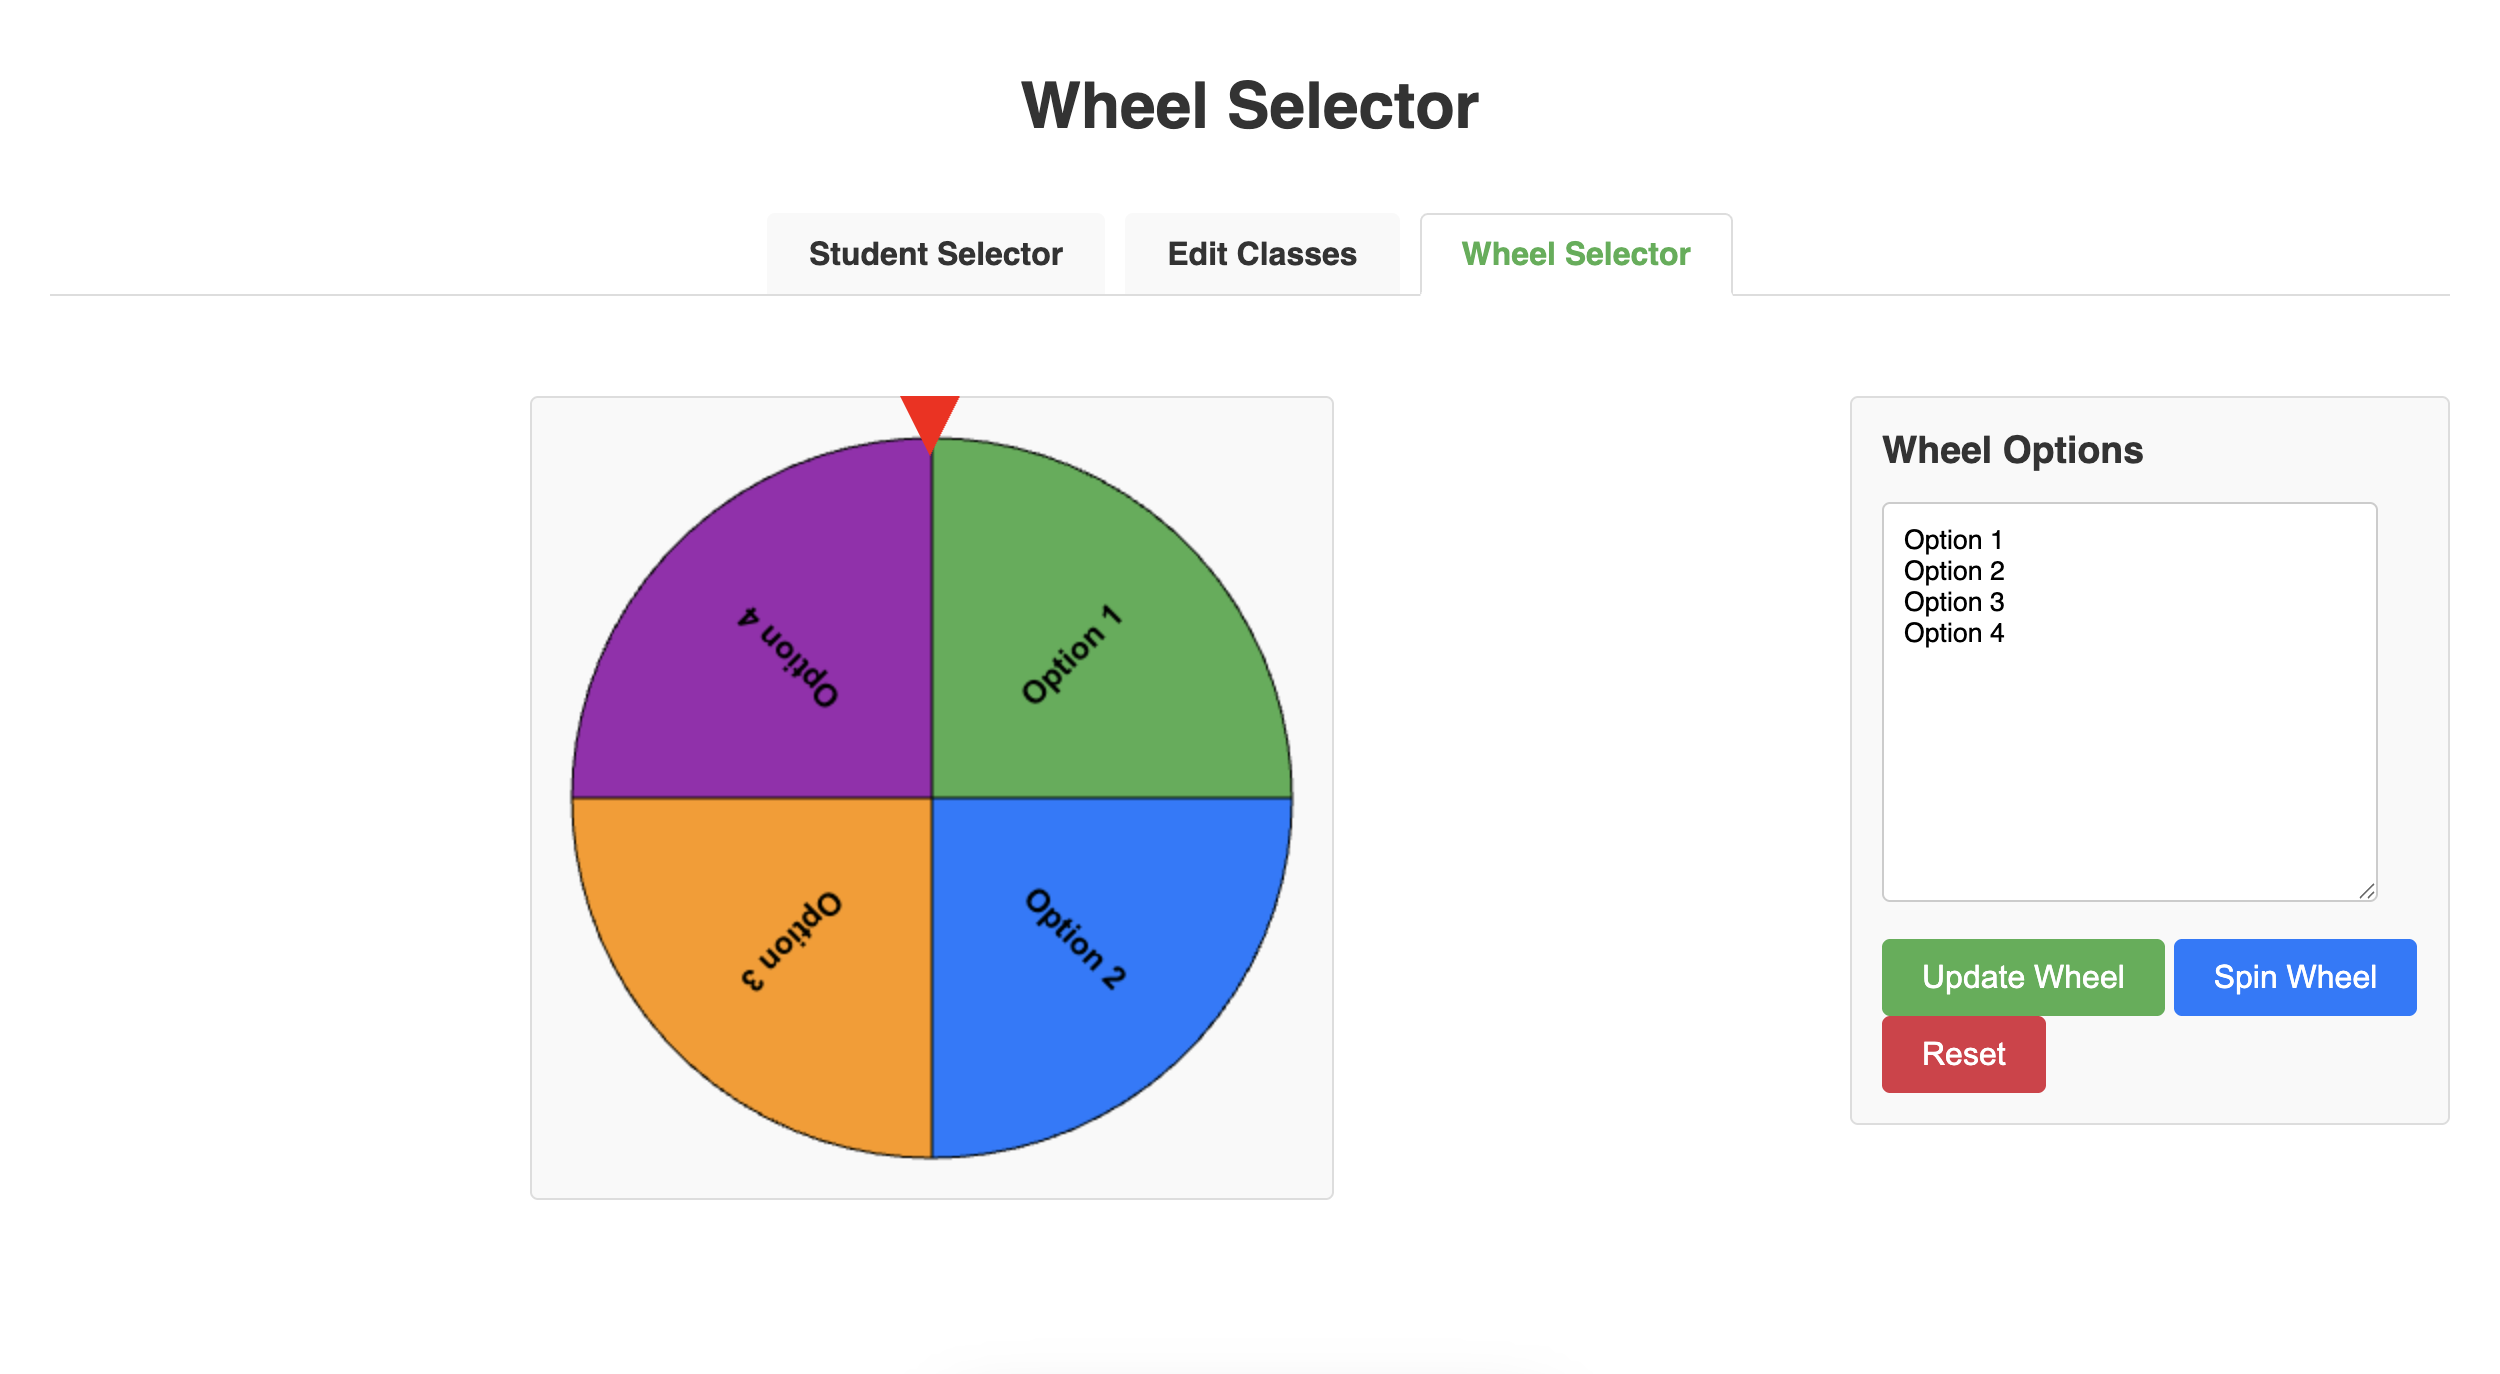 Wheel Selector
Student Selector
Edit Classes
Wheel Selector
Option 4
Option 1
Option 3
Option 2
Wheel Options
Option 1
Option 2
Option 3
Option 4
Update Wheel
Spin Wheel
Reset